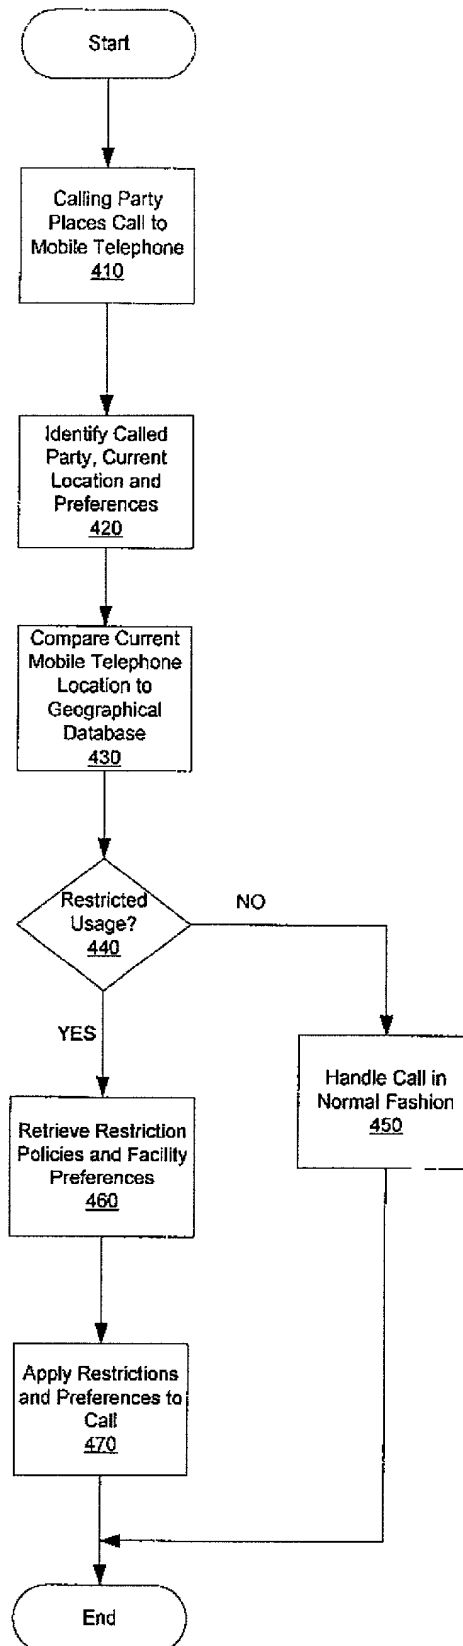 Start
Calling Party
Places Call to
Mobile Telephone
410
Identify Called
Party, Current
Location and
Preferences
420
Compare Current
Mobile Telephone
Location to
Geographical
Database
430
Restricted
Usage?
440
NO
YES
Handle Call in
Normal Fashion
450
Retrieve Restriction
Policies and Facility
Preferences
460
Apply Restrictions
and Preferences to
Call
470
End